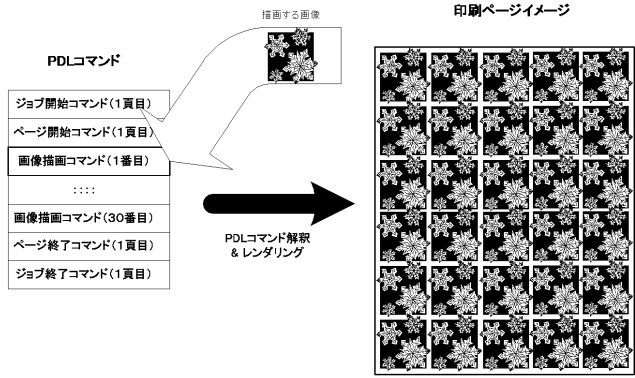 描画する画像
印刷ページイメージ
PDLコマンド
ジョブ開始コマンド(1頁目)
ページ開始コマンド(1頁目)
画像描画コマンド(1番目)
::::
画像描画コマンド(30番目)
ページ終了コマンド(1頁目)
ジョブ終了コマンド(1頁目)
PDLコマンド解釈
& レンダリング